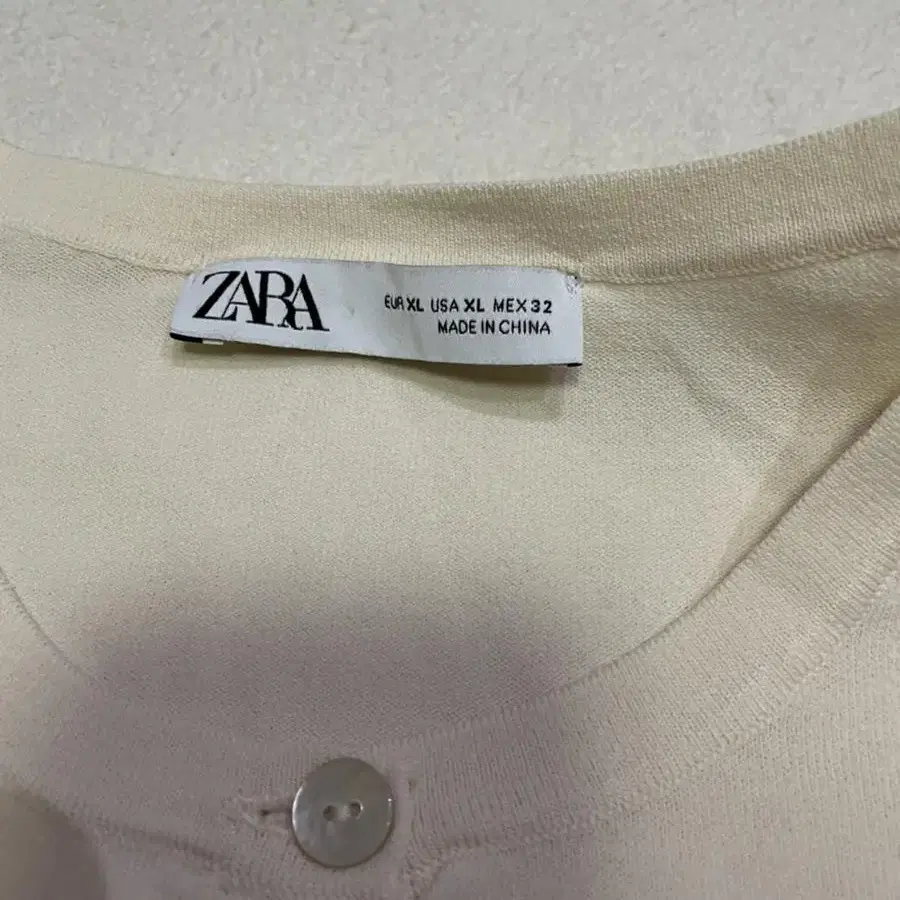 ZARA
EUR XL USA XL MEX 32
MADE IN CHINA